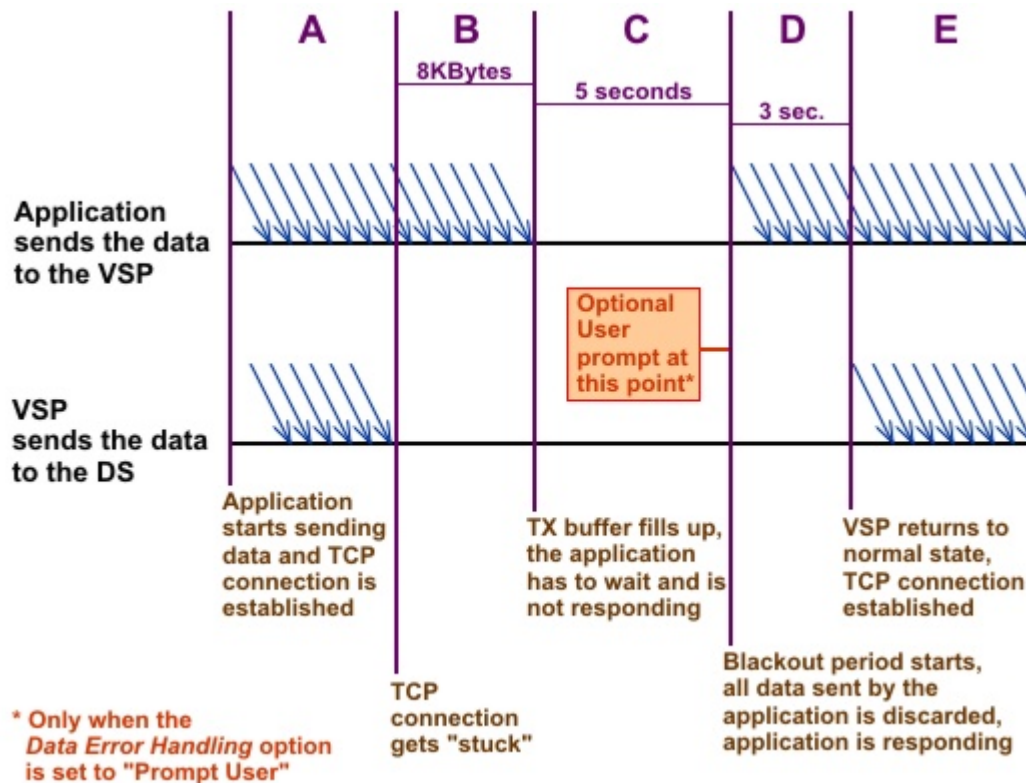 A
B
C
D
E
8KBytes
5 seconds
3 sec.
Application
sends the data
to the VSP
Optional
User
prompt at
this point*
VSP
sends the data
to the DS
Application
starts sending
data and TCP
connection is
established
TX buffer fills up,
the application
has to wait and is
not responding
VSP returns to
normal state,
TCP connection
established
TCP
connection
gets "stuck"
Blackout period starts,
all data sent by the
application is discarded,
application is responding
* Only when the
Data Error Handling option
is set to "Prompt User"